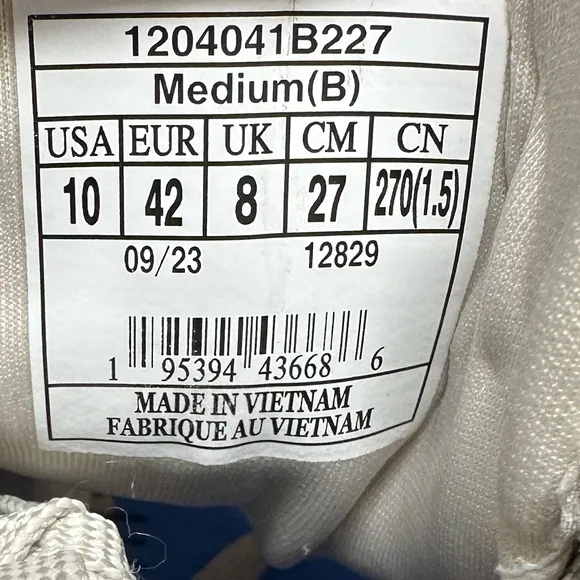 1204041B227
Medium(B)
USA EUR UK CM CN
10 42 8 27 270(1.5)
09/23 12829
1 95394 43668 6
MADE IN VIETNAM
FABRIQUE AU VIETNAM